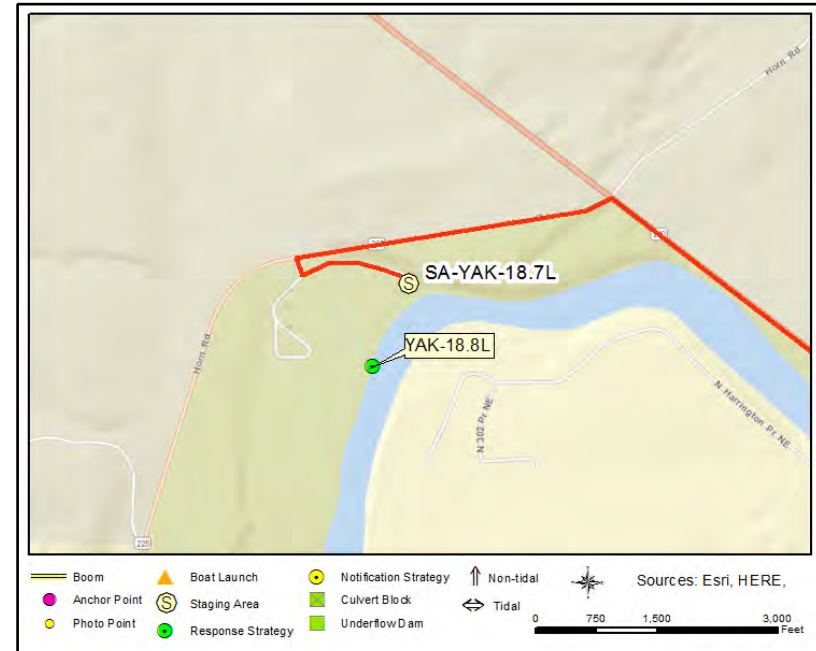 Horn Rd
225
240
SA-YAK-18.7L
YAK-18.8L
Horn Rd
N Harrington Pr NE
N 302 Pr NE
225
Boom
Anchor Point
Photo Point
Boat Launch
S Staging Area
Response Strategy
Notification Strategy
Culvert Block
Underflow Dam
Non-tidal
Tidal
Sources: Esri, HERE,
0 750 1,500 3,000
Feet